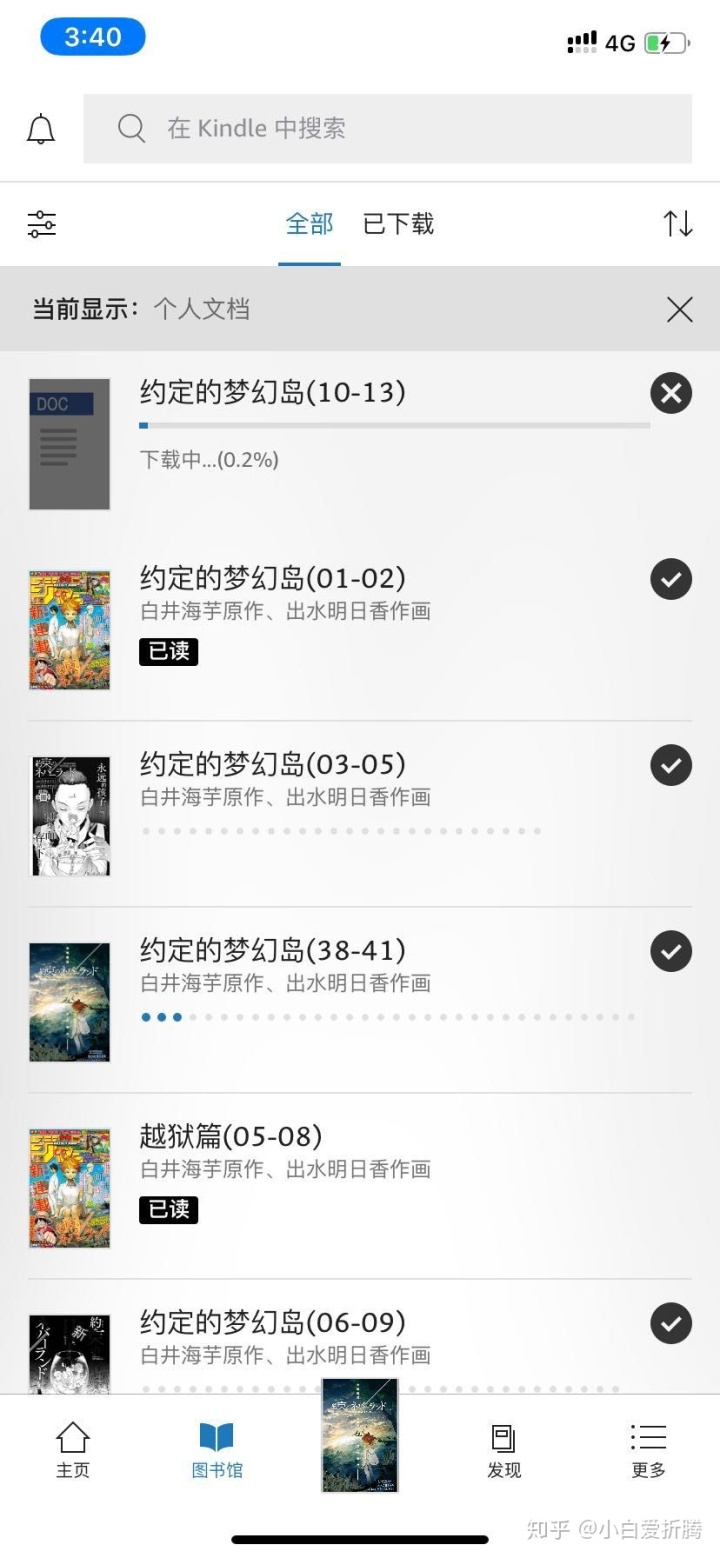 3:40
4G
在 Kindle 中搜索
全部 已下载
当前显示： 个人文档
DOC
约定的梦幻岛(10-13)
下载中...(0.2%)
约定的梦幻岛(01-02)
白井海芋原作、出水明日香作画
已读
新連載
约定的梦幻岛(03-05)
白井海芋原作、出水明日香作画
约定的梦幻岛(38-41)
白井海芋原作、出水明日香作画
越狱篇(05-08)
白井海芋原作、出水明日香作画
已读
新連載
约定的梦幻岛(06-09)
白井海芋原作、出水明日香作画
主页
图书馆
发现
更多
知乎 @小白爱折腾